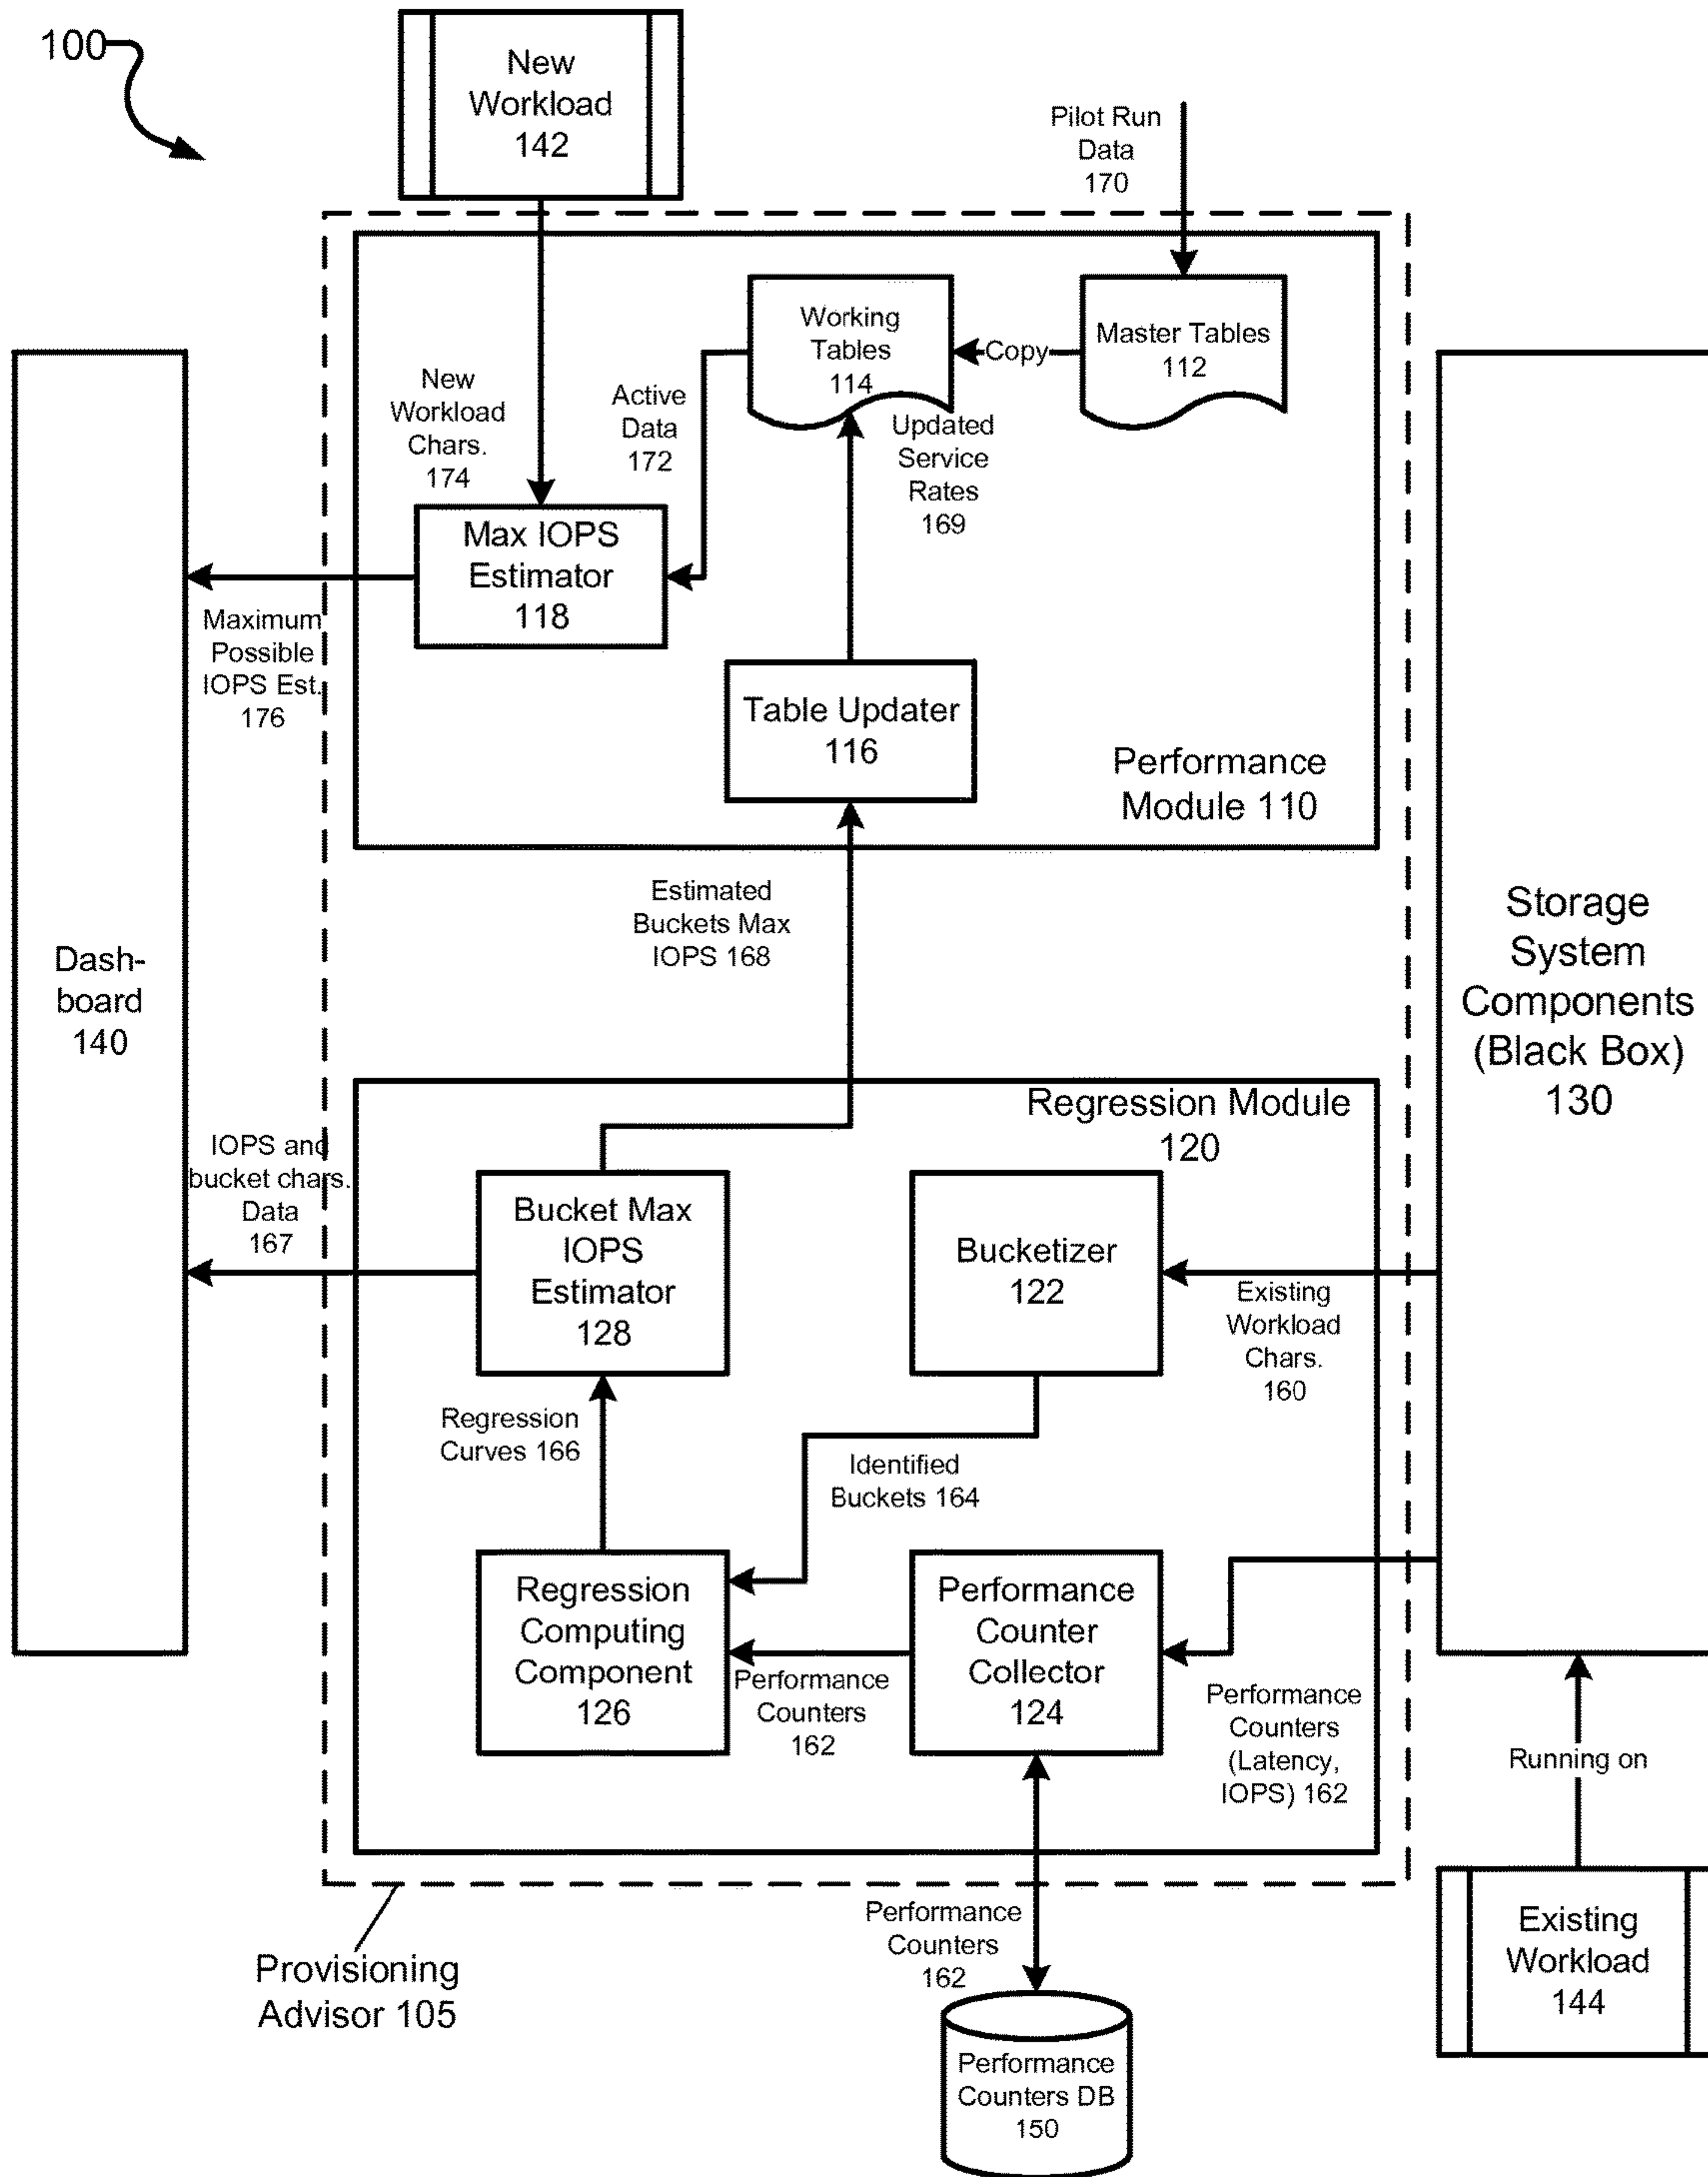 100
New
Workload
142
Pilot Run
Data
170
Working
Tables
114
Copy
Master Tables
112
New
Workload
Chars.
174
Active
Data
172
Updated
Service
Rates
169
Max IOPS
Estimator
118
Maximum
Possible
IOPS Est.
176
Table Updater
116
Performance
Module 110
Estimated
Buckets Max
IOPS 168
Dash-
board
140
Storage
System
Components
(Black Box)
130
Regression Module
120
IOPS and
bucket chars.
Data
167
Bucket Max
IOPS
Estimator
128
Bucketizer
122
Existing
Workload
Chars.
160
Regression
Curves 166
Identified
Buckets 164
Regression
Computing
Component
126
Performance
Counters
162
Performance
Counter
Collector
124
Performance
Counters
(Latency,
IOPS) 162
Running on
Provisioning
Advisor 105
Performance
Counters
162
Existing
Workload
144
Performance
Counters DB
150